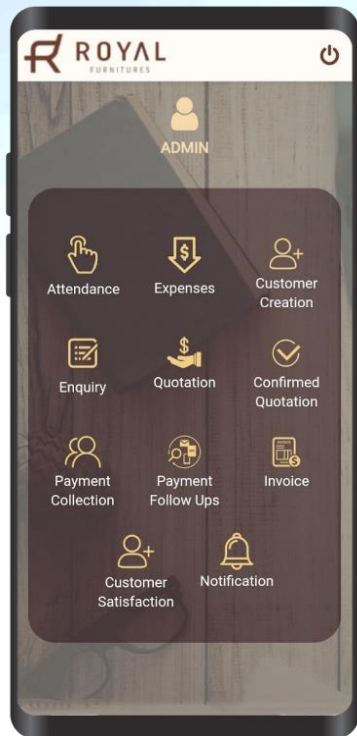 ROYAL
FURNITURES
ADMIN
Attendance
Expenses
Customer
Creation
Enquiry
Quotation
Confirmed
Quotation
Payment
Collection
Payment
Follow Ups
Invoice
Customer
Satisfaction
Notification